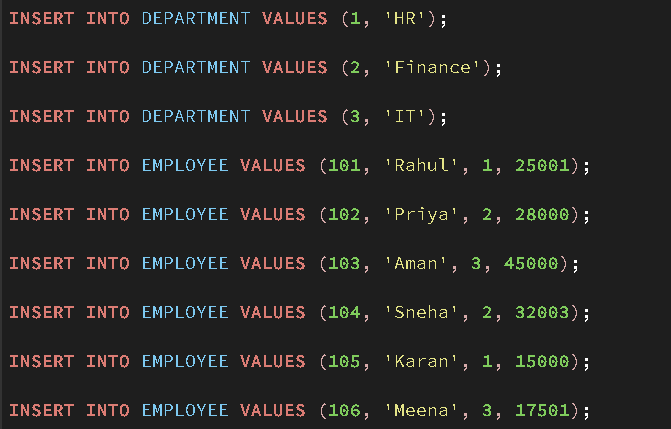 INSERT INTO DEPARTMENT VALUES (1, 'HR');
INSERT INTO DEPARTMENT VALUES (2, 'Finance');
INSERT INTO DEPARTMENT VALUES (3, 'IT');
INSERT INTO EMPLOYEE VALUES (101, 'Rahul', 1, 25001);
INSERT INTO EMPLOYEE VALUES (102, 'Priya', 2, 28000);
INSERT INTO EMPLOYEE VALUES (103, 'Aman', 3, 45000);
INSERT INTO EMPLOYEE VALUES (104, 'Sneha', 2, 32003);
INSERT INTO EMPLOYEE VALUES (105, 'Karan', 1, 15000);
INSERT INTO EMPLOYEE VALUES (106, 'Meena', 3, 17501);